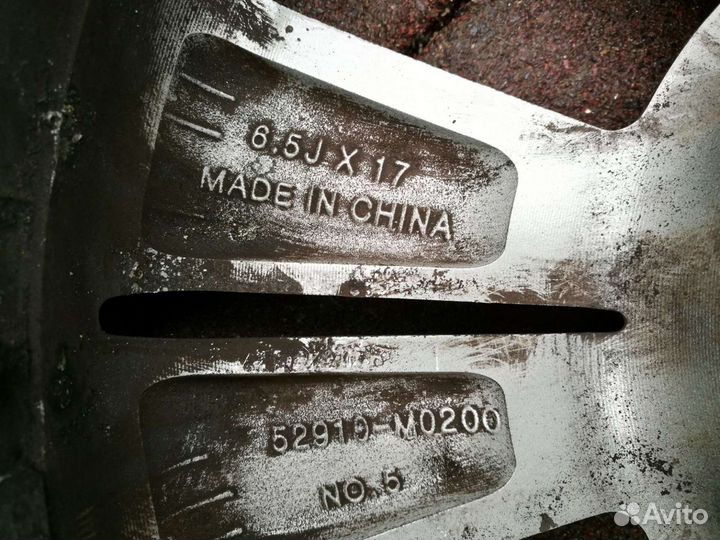 6.5J X 17
MADE IN CHINA
52910-M0200
NO.5
Avito